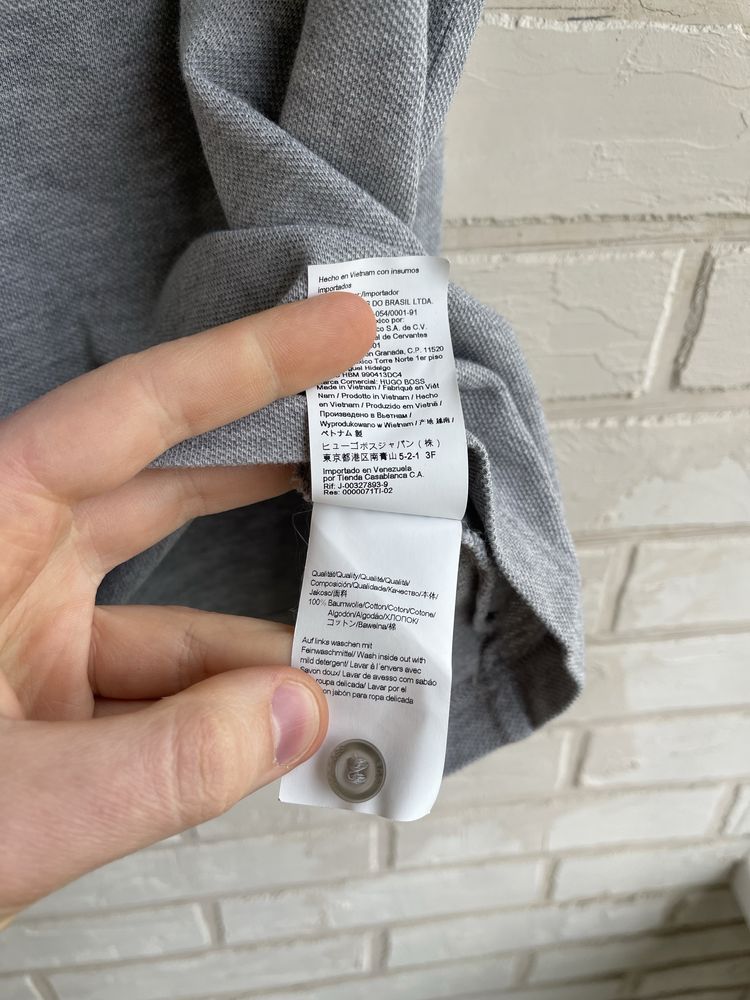 Hecho en Vietnam con insumos
importados
/importador
DO BRASIL LTDA.
054/0001-91
por:
S.A. de C.V.
de Cervantes
Granada, C.P. 11520
Torre Norte 1er piso
Hidalgo
HBM 990413DC4
Marca Comercial: HUGO BOSS
Made in Vietnam / Fabriqué en Viêt
Nam / Prodotto in Vietnam / Hecho
en Vietnam / Produzido em Vietnã /
Произведено в Вьетнам /
Wyprodukowano w Wietnam / 产地 越南 /
ベトナム 製
ヒューゴボスジャパン（株）
東京都港区南青山 5-2-1 3F
Importado en Venezuela
por Tienda Casablanca C.A.
Rif: J-00327893-9
Res: 0000071TI-02
Qualität/Quality/Qualité/Qualità/
Composición/Qualidade/Качество/本体/
Jakosc/面料
100% Baumwolle/Cotton/Coton/Cotone/
Algodón/Algodão/ХЛОПОК/
コットン/Bawelna/棉
Auf links waschen mit
Feinwaschmittel/ Wash inside out with
mild detergent/ Lavar à l´envers avec
Savon doux/ Lavar de avesso com sabão
roupa delicada/ Lavar por el
con jabón para ropa delicada